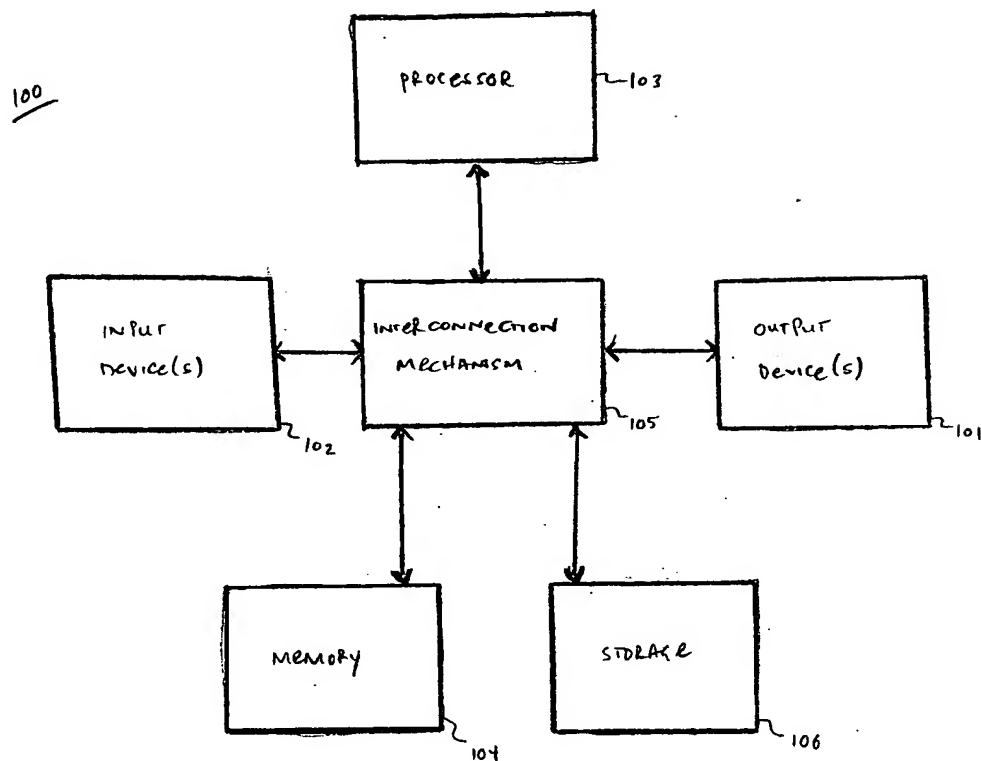 100
PROCESSOR
103
INPUT
DEVICE(S)
102
INTERCONNECTION
MECHANISM
105
OUTPUT
DEVICE(S)
101
MEMORY
104
STORAGE
106